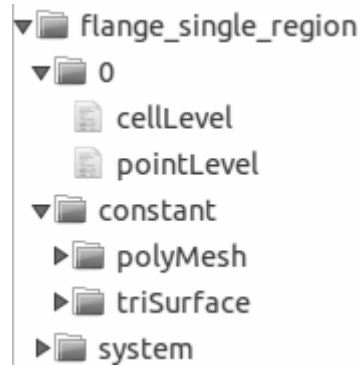 flange_single_region
0
cellLevel
pointLevel
constant
polyMesh
triSurface
system